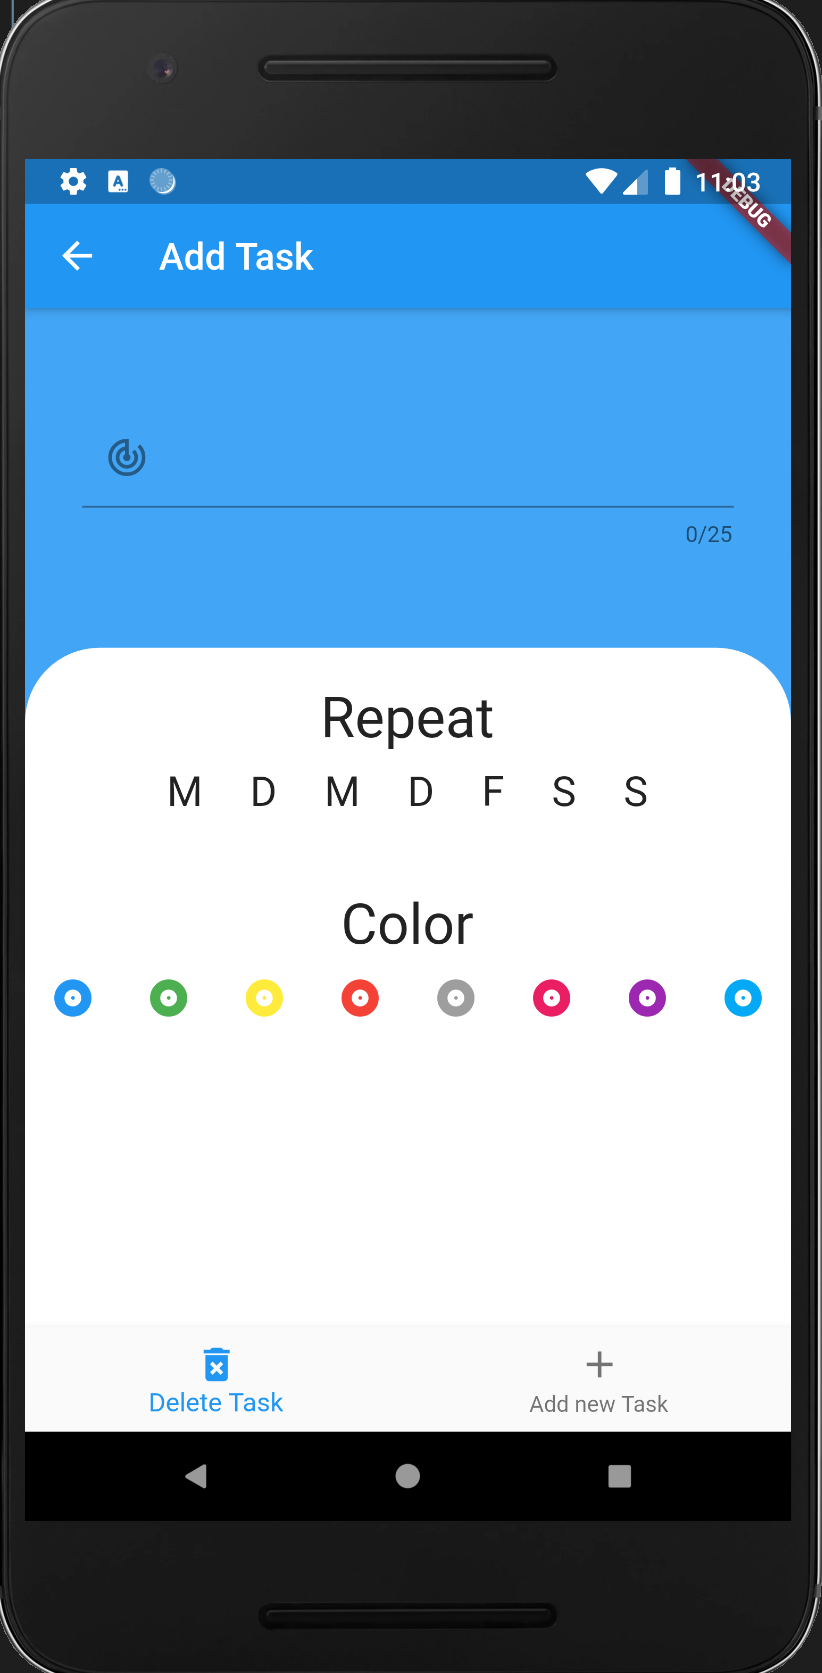 11:03
DEBUG
Add Task
0/25
Repeat
M D M D F S S
Color
Delete Task
Add new Task